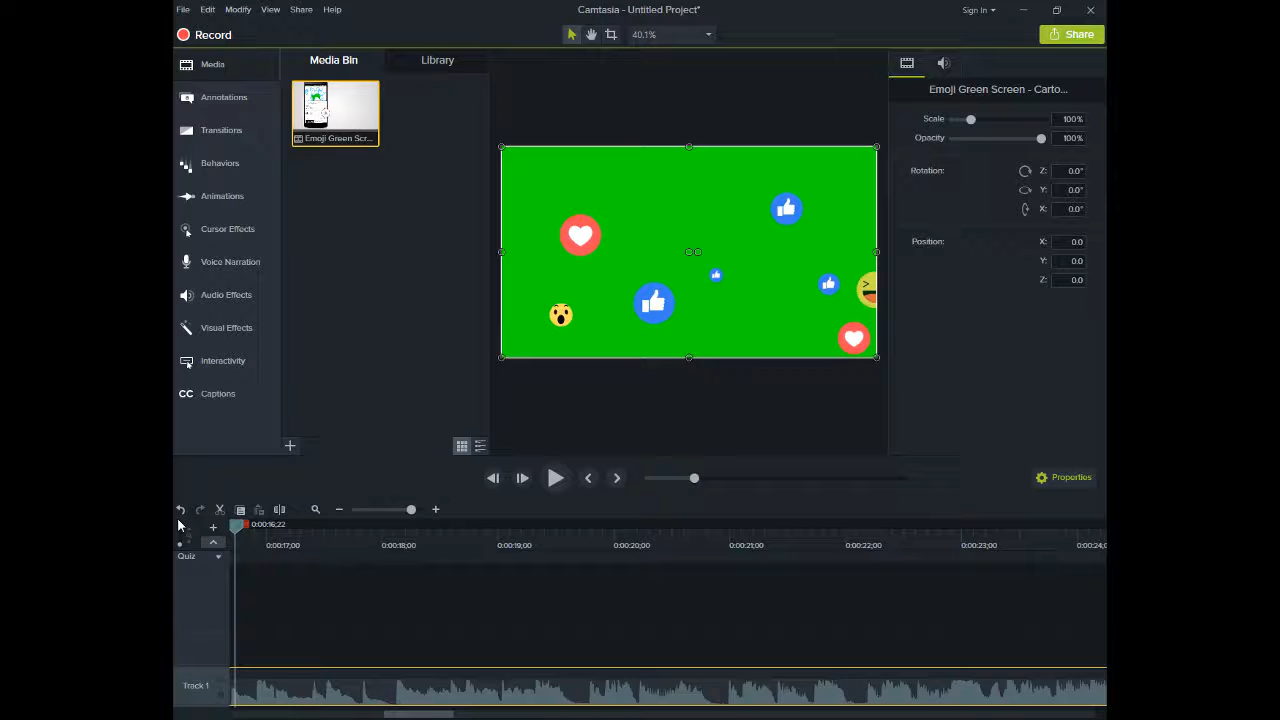 File Edit Modify View Share Help Camtasia - Untitled Project* Sign In
Record 40.1% Share
Media
Annotations
Transitions
Behaviors
Animations
Cursor Effects
Voice Narration
Audio Effects
Visual Effects
Interactivity
CC Captions
Media Bin Library
Emoji Green Scr...
Emoji Green Screen - Carto...
Scale 100%
Opacity 100%
Rotation: Z: 0.0°
Y: 0.0°
X: 0.0°
Position: X: 0.0
Y: 0.0
Z: 0.0
Properties
0:00:16;22
0:00:17;00 0:00:18;00 0:00:19;00 0:00:20;00 0:00:21;00 0:00:22;00 0:00:23;00 0:00:24;0
Quiz
Track 1